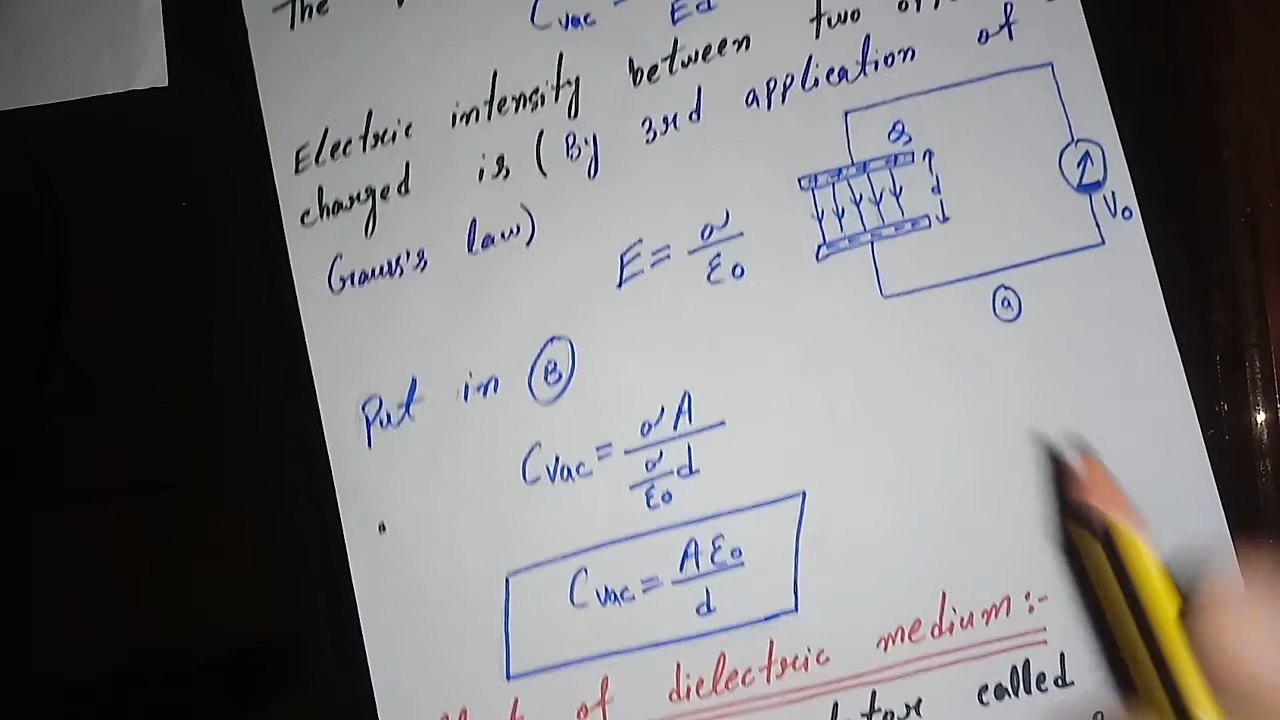 The
Cvac
Ed
Electric intensity between two
charged is (By 3rd application of
Gauss's law)
E = σ/ε0
Q
d
V0
a
Put in B
Cvac = σA / (σ/ε0 d)
Cvac = Aε0/d
of dielectric medium:-
called